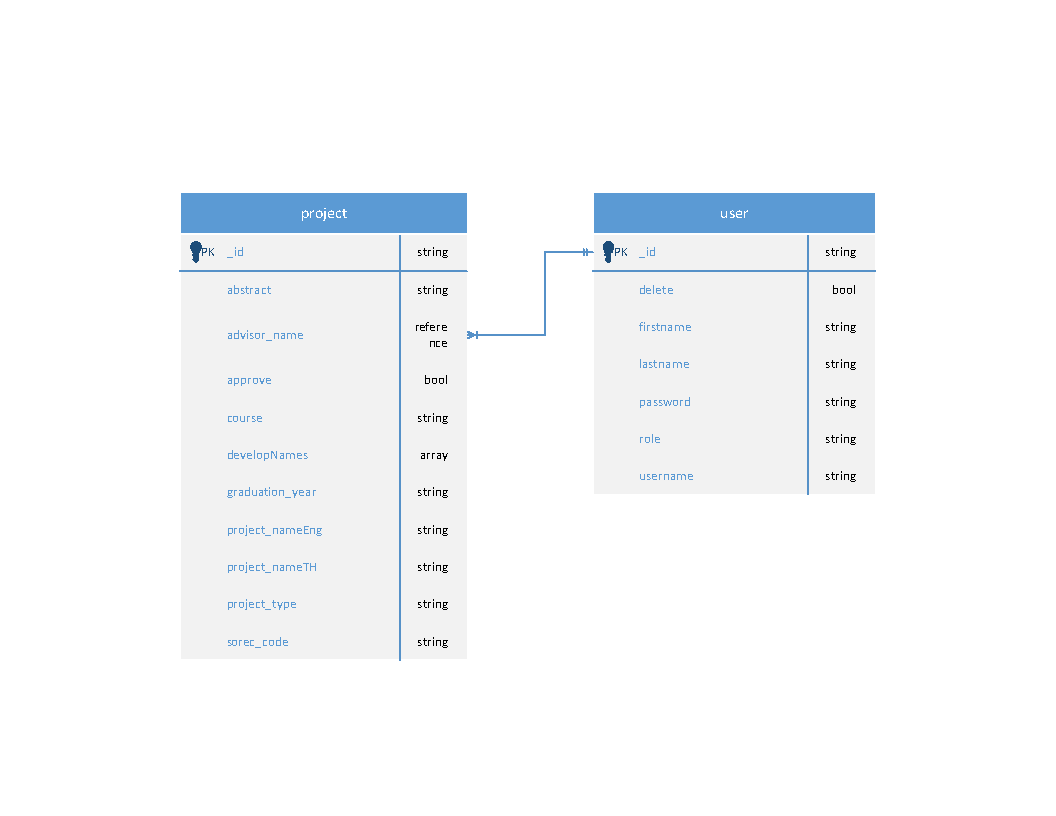 project
PK _id string
abstract string
advisor_name refere
nce
approve bool
course string
developNames array
graduation_year string
project_nameEng string
project_nameTH string
project_type string
sorec_code string
user
PK _id string
delete bool
firstname string
lastname string
password string
role string
username string